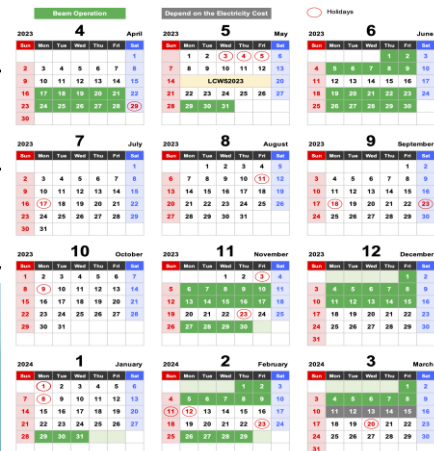 Beam Operation
Depend on the Electricity Cost
Holidays
2023 4 April
Sun Mon Tue Wed Thu Fri Sat
1
2 3 4 5 6 7 8
9 10 11 12 13 14 15
16 17 18 19 20 21 22
23 24 25 26 27 28 29
30
2023 5 May
Sun Mon Tue Wed Thu Fri Sat
1 2 3 4 5 6
7 8 9 10 11 12 13
14 LCWS2023 20
21 22 23 24 25 26 27
28 29 30 31
2023 6 June
Sun Mon Tue Wed Thu Fri Sat
1 2 3
4 5 6 7 8 9 10
11 12 13 14 15 16 17
18 19 20 21 22 23 24
25 26 27 28 29 30
2023 7 July
Sun Mon Tue Wed Thu Fri Sat
1
2 3 4 5 6 7 8
9 10 11 12 13 14 15
16 17 18 19 20 21 22
23 24 25 26 27 28 29
30 31
2023 8 August
Sun Mon Tue Wed Thu Fri Sat
1 2 3 4 5
6 7 8 9 10 11 12
13 14 15 16 17 18 19
20 21 22 23 24 25 26
27 28 29 30 31
2023 9 September
Sun Mon Tue Wed Thu Fri Sat
1 2
3 4 5 6 7 8 9
10 11 12 13 14 15 16
17 18 19 20 21 22 23
24 25 26 27 28 29 30
2023 10 October
Sun Mon Tue Wed Thu Fri Sat
1 2 3 4 5 6 7
8 9 10 11 12 13 14
15 16 17 18 19 20 21
22 23 24 25 26 27 28
29 30 31
2023 11 November
Sun Mon Tue Wed Thu Fri Sat
1 2 3 4
5 6 7 8 9 10 11
12 13 14 15 16 17 18
19 20 21 22 23 24 25
26 27 28 29 30
2023 12 December
Sun Mon Tue Wed Thu Fri Sat
1 2
3 4 5 6 7 8 9
10 11 12 13 14 15 16
17 18 19 20 21 22 23
24 25 26 27 28 29 30
31
2024 1 January
Sun Mon Tue Wed Thu Fri Sat
1 2 3 4 5 6
7 8 9 10 11 12 13
14 15 16 17 18 19 20
21 22 23 24 25 26 27
28 29 30 31
2024 2 February
Sun Mon Tue Wed Thu Fri Sat
1 2 3
4 5 6 7 8 9 10
11 12 13 14 15 16 17
18 19 20 21 22 23 24
25 26 27 28 29
2024 3 March
Sun Mon Tue Wed Thu Fri Sat
1 2
3 4 5 6 7 8 9
10 11 12 13 14 15 16
17 18 19 20 21 22 23
24 25 26 27 28 29 30
31